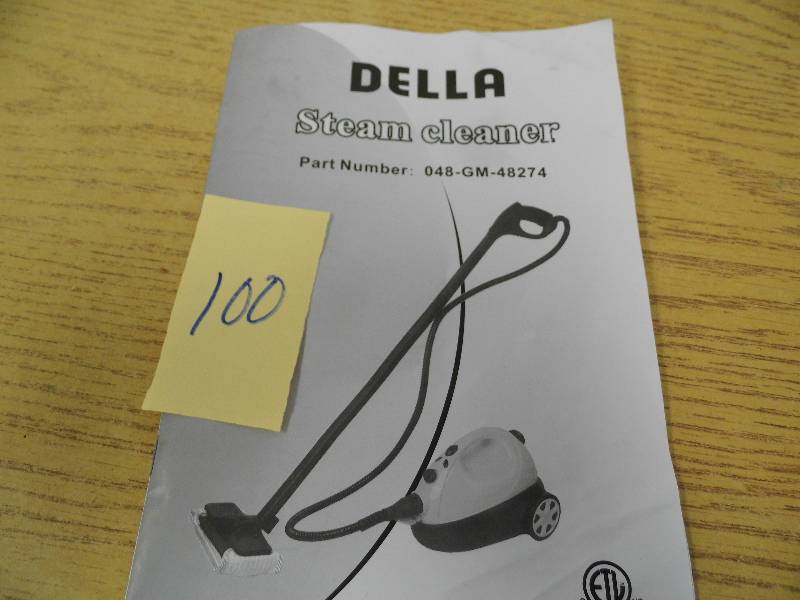 DELLA
Steam cleaner
Part Number: 048-GM-48274
100
ETL